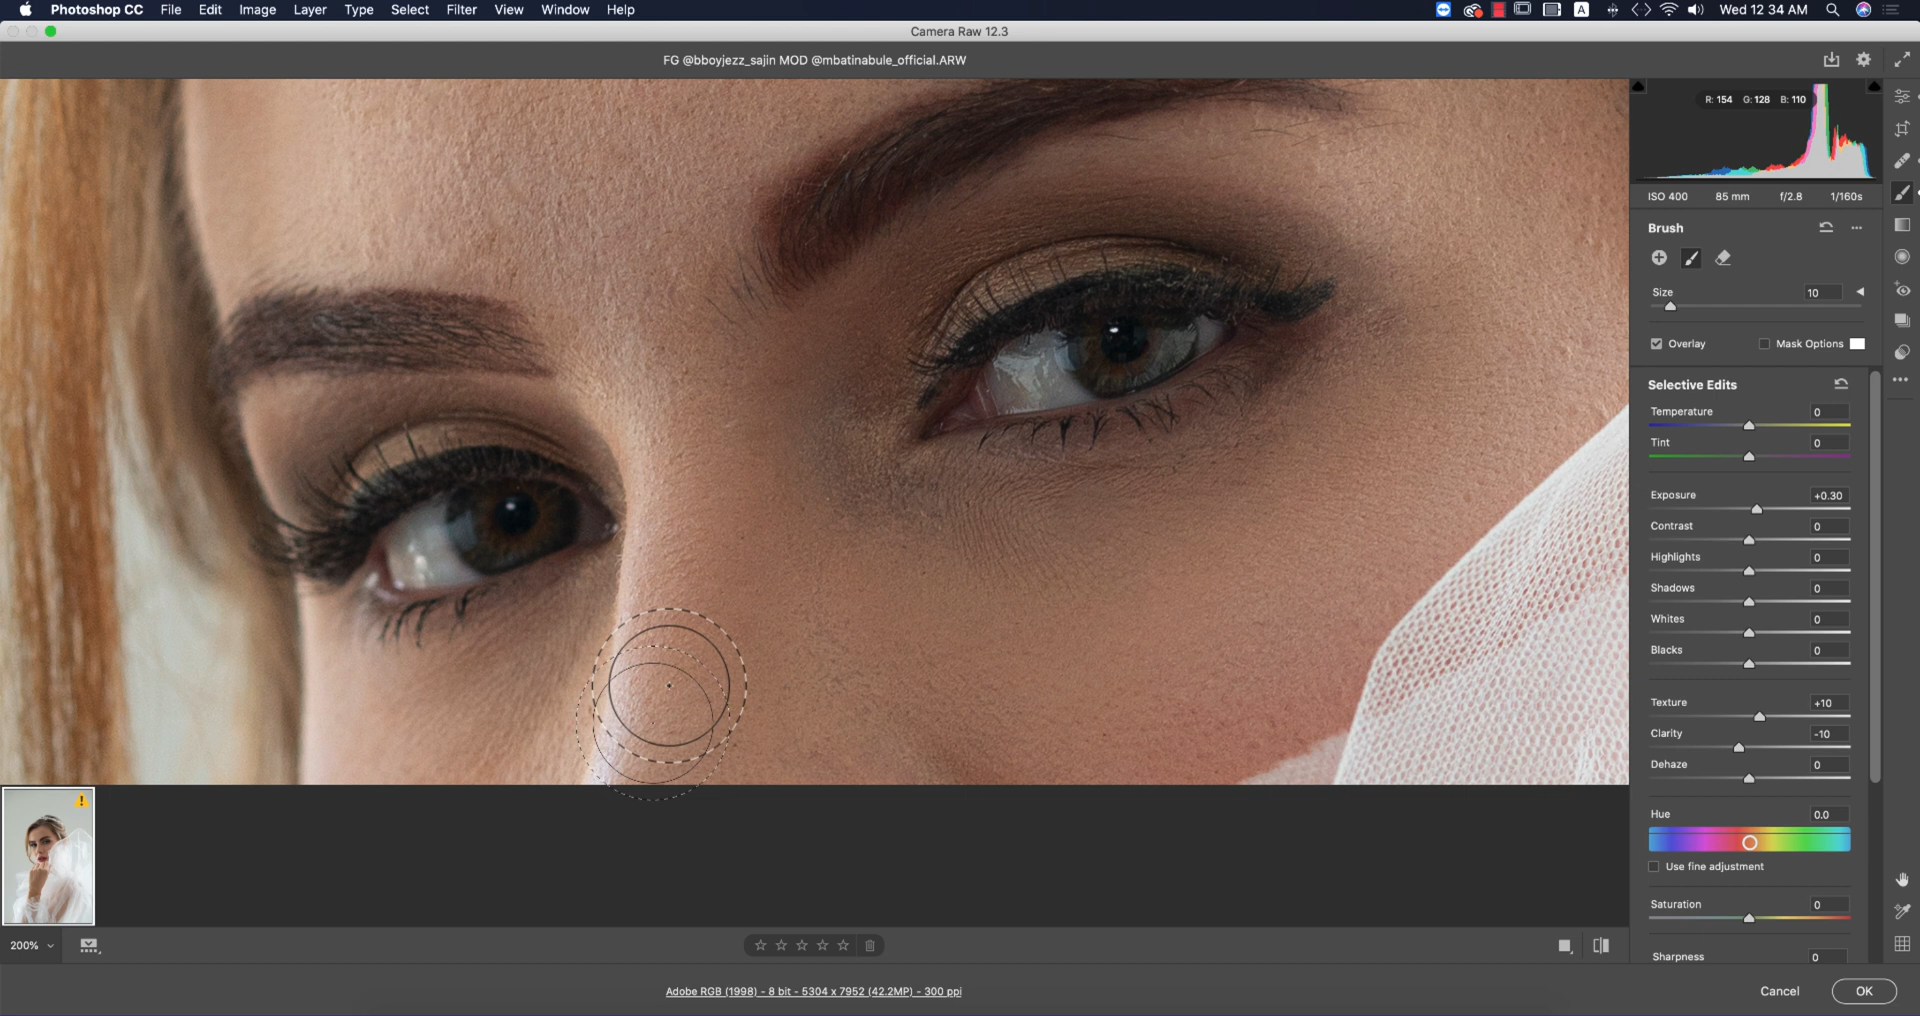 Photoshop CC File Edit Image Layer Type Select Filter View Window Help A Wed 12 34 AM
Camera Raw 12.3
FG @bboyjezz_sajin MOD @mbatinabule_official.ARW
R: 154 G: 128 B: 110
ISO 400 85 mm f/2.8 1/160s
Brush
Size 10
Overlay Mask Options
Selective Edits
Temperature 0
Tint 0
Exposure +0.30
Contrast 0
Highlights 0
Shadows 0
Whites 0
Blacks 0
Texture +10
Clarity -10
Dehaze 0
Hue 0.0
Use fine adjustment
Saturation 0
Sharpness 0
200%
Adobe RGB (1998) - 8 bit - 5304 x 7952 (42.2MP) - 300 ppi
Cancel OK